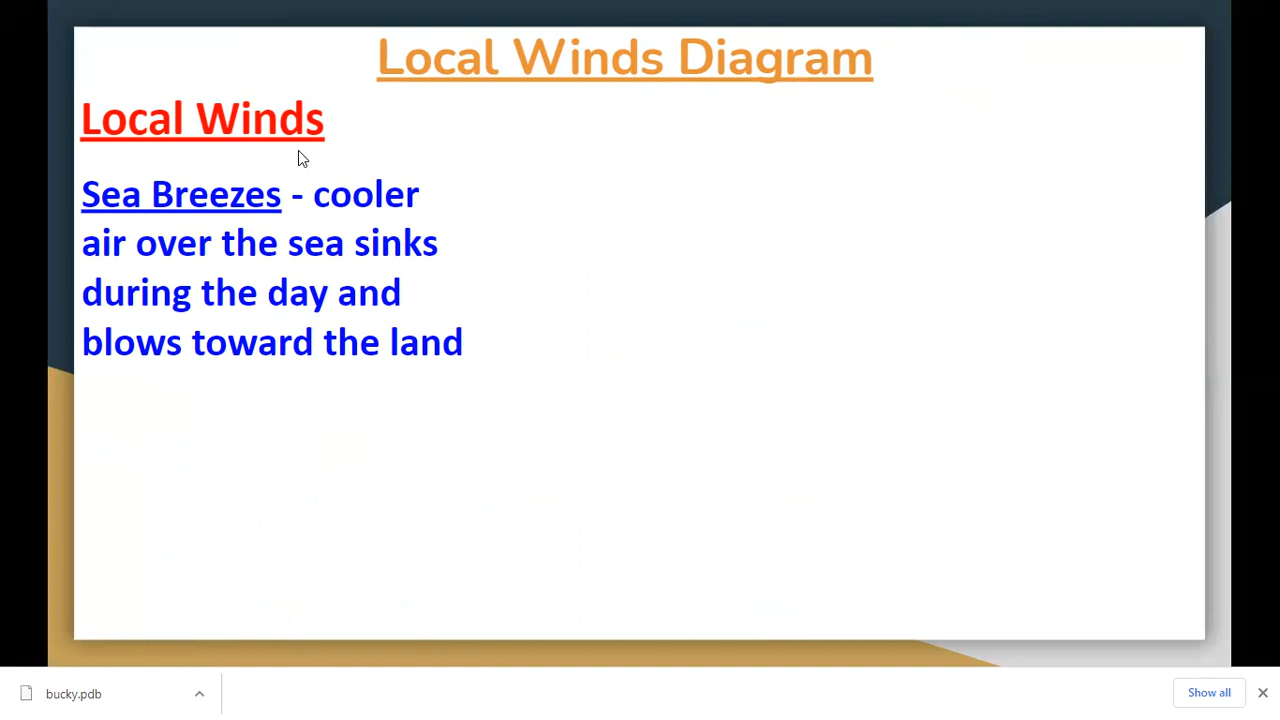 Local Winds Diagram
Local Winds
Sea Breezes - cooler
air over the sea sinks
during the day and
blows toward the land
bucky.pdb
Show all